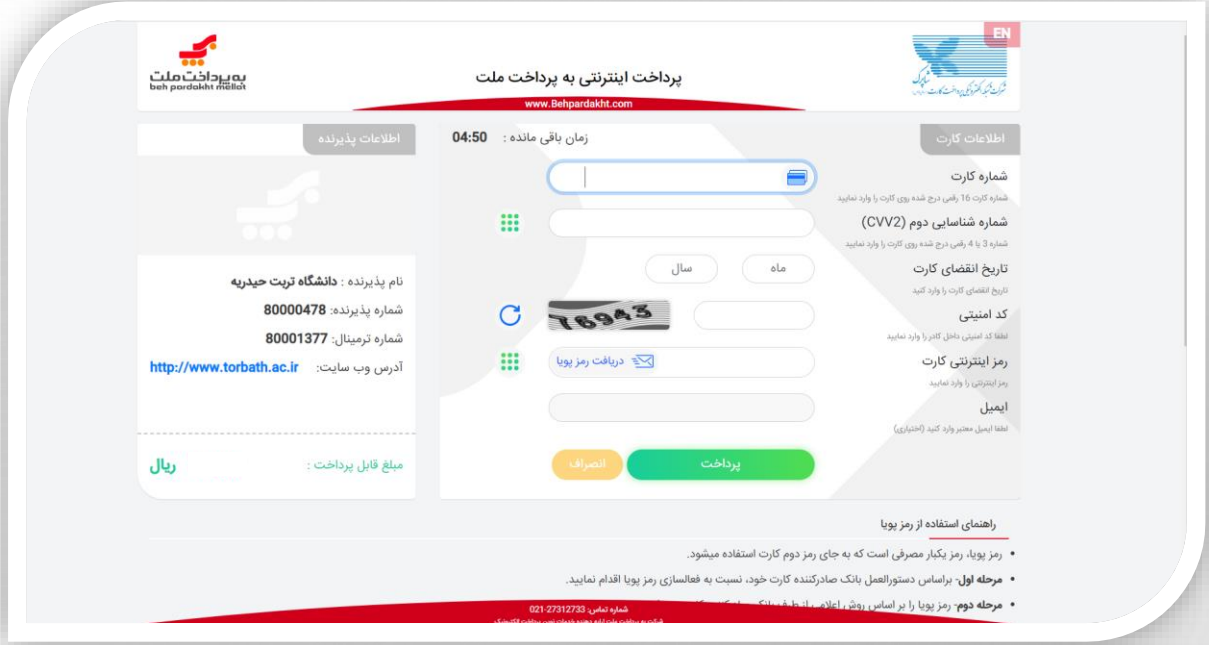 EN
به پرداخت ملت
beh pardakht mellat
پرداخت اینترنتی به پرداخت ملت
www.Behpardakht.com
شاپرک
شرکت شبکه الکترونیکی پرداخت کارت
اطلاعات کارت
زمان باقی مانده : 04:50
شماره کارت
شماره کارت 16 رقمی درج شده روی کارت را وارد نمایید
شماره شناسایی دوم (CVV2)
شماره 3 یا 4 رقمی درج شده روی کارت را وارد نمایید
تاریخ انقضای کارت
ماه
سال
تاریخ انقضای کارت را وارد کنید
کد امنیتی
76943
لطفا کد امنیتی داخل کادر را وارد نمایید
رمز اینترنتی کارت
دریافت رمز پویا
رمز اینترنتی را وارد نمایید
ایمیل
لطفا ایمیل معتبر وارد کنید (اختیاری)
پرداخت
انصراف
اطلاعات پذیرنده
نام پذیرنده : دانشگاه تربت حیدریه
شماره پذیرنده: 80000478
شماره ترمینال: 80001377
آدرس وب سایت: http://www.torbath.ac.ir
مبلغ قابل پرداخت :
ریال
راهنمای استفاده از رمز پویا
• رمز پویا، رمز یکبار مصرفی است که به جای رمز دوم کارت استفاده میشود.
• مرحله اول- براساس دستورالعمل بانک صادرکننده کارت خود، نسبت به فعالسازی رمز پویا اقدام نمایید.
• مرحله دوم- رمز پویا را بر اساس روش اعلامی از طرف بانک
شماره تماس: 27312733-021